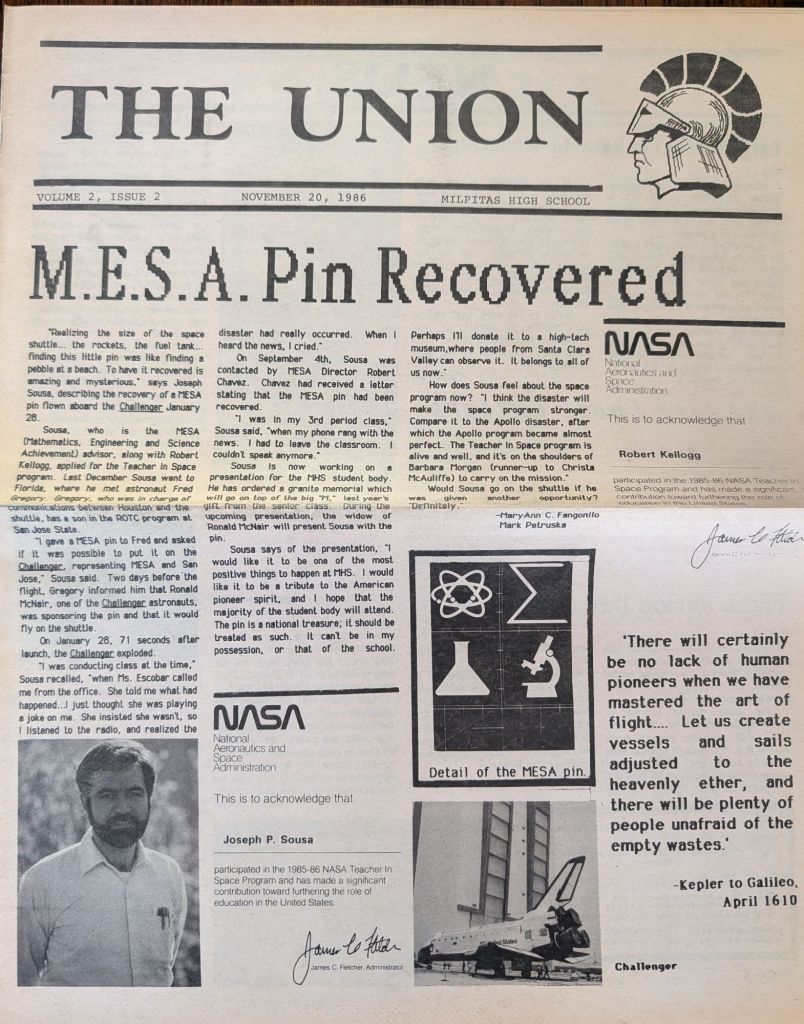 THE UNION
VOLUME 2, ISSUE 2 NOVEMBER 20, 1986 MILPITAS HIGH SCHOOL
M.E.S.A. Pin Recovered
"Realizing the size of the space
shuttle... the rockets, the fuel tank...
finding this little pin was like finding a
pebble at a beach. To have it recovered is
amazing and mysterious," says Joseph
Sousa, describing the recovery of a MESA
pin flown aboard the Challenger January
28.
Sousa, who is the MESA
(Mathematics, Engineering and Science
Achievement) advisor, along with Robert
Kellogg, applied for the Teacher In Space
program. Last December Sousa went to
Florida, where he met astronaut Fred
Gregory. Gregory, who was in charge of
communications between Houston and the
shuttle, has a son in the ROTC program at
San Jose State.
"I gave a MESA pin to Fred and asked
if it was possible to put it on the
Challenger, representing MESA and San
Jose," Sousa said. Two days before the
flight, Gregory informed him that Ronald
McNair, one of the Challenger astronauts,
was sponsoring the pin and that it would
fly on the shuttle.
On January 28, 71 seconds after
launch, the Challenger exploded.
"I was conducting class at the time,"
Sousa recalled, "when Ms. Escobar called
me from the office. She told me what had
happened...I just thought she was playing
a joke on me. She insisted she wasn't, so
I listened to the radio, and realized the
disaster had really occurred. When I
heard the news, I cried."
On September 4th, Sousa was
contacted by MESA Director Robert
Chavez. Chavez had received a letter
stating that the MESA pin had been
recovered.
"I was in my 3rd period class,"
Sousa said, "when my phone rang with the
news. I had to leave the classroom. I
couldn't speak anymore."
Sousa is now working on a
presentation for the MHS student body.
He has ordered a granite memorial which
will go on top of the big "M," last year's
gift from the senior class. During the
upcoming presentation, the widow of
Ronald McNair will present Sousa with the
pin.
Sousa says of the presentation, "I
would like it to be one of the most
positive things to happen at MHS. I would
like it to be a tribute to the American
pioneer spirit, and I hope that the
majority of the student body will attend.
The pin is a national treasure; it should be
treated as such. It can't be in my
possession, or that of the school.
Perhaps I'll donate it to a high-tech
museum,where people from Santa Clara
Valley can observe it. It belongs to all of
us now."
How does Sousa feel about the space
program now? "I think the disaster will
make the space program stronger.
Compare it to the Apollo disaster, after
which the Apollo program became almost
perfect. The Teacher In Space program is
alive and well, and it's on the shoulders of
Barbara Morgan (runner-up to Christa
McAuliffe) to carry on the mission."
Would Sousa go on the shuttle if he
was given another opportunity?
"Definitely."
-MaryAnn C. Fangonilo
Mark Petruska
NASA
National
Aeronautics and
Space
Administration
This is to acknowledge that
Robert Kellogg
participated in the 1985-86 NASA Teacher In
Space Program and has made a significant
contribution toward furthering the role of
education in the United States.
NASA
National
Aeronautics and
Space
Administration
This is to acknowledge that
Joseph P. Sousa
participated in the 1985-86 NASA Teacher In
Space Program and has made a significant
contribution toward furthering the role of
education in the United States.
James C. Fletcher, Administrator
Detail of the MESA pin.
United States
'There will certainly
be no lack of human
pioneers when we have
mastered the art of
flight.... Let us create
vessels and sails
adjusted to the
heavenly ether, and
there will be plenty of
people unafraid of the
empty wastes.'
-Kepler to Galileo,
April 1610
Challenger